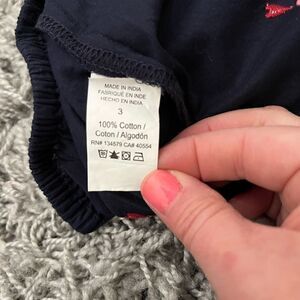 MADE IN INDIA
FABRIQUÉ EN INDE
HECHO EN INDIA
3
100% Cotton /
Coton / Algodón
RN# 134579 CA# 40554